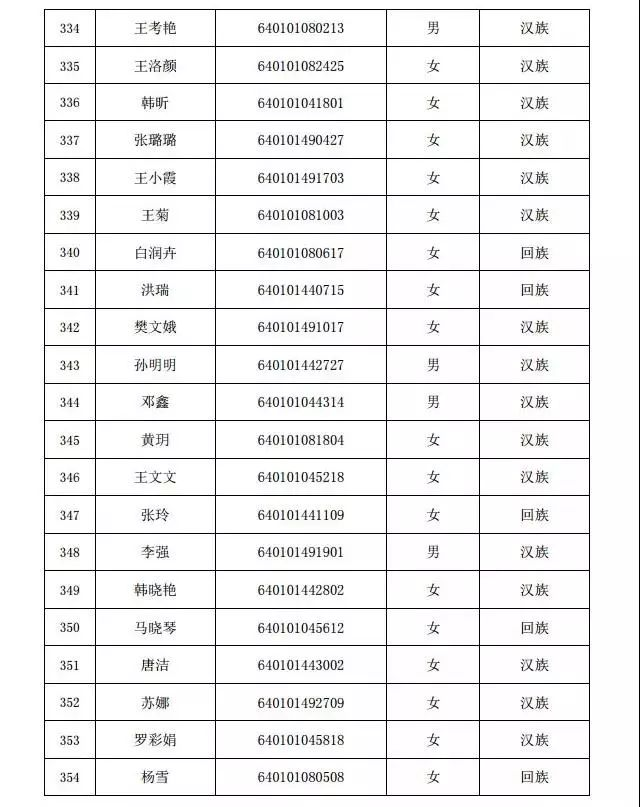 334 王考艳 640101080213 男 汉族
335 王洛颜 640101082425 女 汉族
336 韩昕 640101041801 女 汉族
337 张璐璐 640101490427 女 汉族
338 王小霞 640101491703 女 汉族
339 王菊 640101081003 女 汉族
340 白润卉 640101080617 女 回族
341 洪瑞 640101440715 女 回族
342 樊文娥 640101491017 女 汉族
343 孙明明 640101442727 男 汉族
344 邓鑫 640101044314 男 汉族
345 黄玥 640101081804 女 汉族
346 王文文 640101045218 女 汉族
347 张玲 640101441109 女 回族
348 李强 640101491901 男 汉族
349 韩晓艳 640101442802 女 汉族
350 马晓琴 640101045612 女 回族
351 唐洁 640101443002 女 汉族
352 苏娜 640101492709 女 汉族
353 罗彩娟 640101045818 女 汉族
354 杨雪 640101080508 女 回族